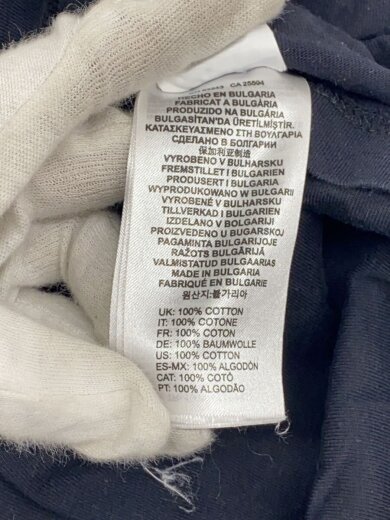 CA 25504
HECHO EN BULGARIA
FABRICAT A BULGÀRIA
PRODUZIDO NA BULGÁRIA
BULGASİTAN'DA ÜRETİLMİŞTİR.
ΚΑΤΑΣΚΕΥΑΣΜΕΝΟ ΣΤΗ ΒΟΥΛΓΑΡΙΑ
СДЕЛАНО В БОЛГАРИИ
保加利亚制造
VYROBENO V BULHARSKU
FREMSTILLET I BULGARIEN
PRODUSERT I BULGARIA
WYPRODUKOWANO W BUŁGARII
VYROBENÉ V BULHARSKU
TILLVERKAD I BULGARIEN
IZDELANO V BOLGARIJI
PROIZVEDENO U BUGARSKOJ
PAGAMINTA BULGARIJOJE
RAŽOTS BULGĀRIJĀ
VALMISTATUD BULGAARIAS
MADE IN BULGARIA
FABRIQUÉ EN BULGARIE
원산지:불가리아
UK: 100% COTTON
IT: 100% COTONE
FR: 100% COTON
DE: 100% BAUMWOLLE
US: 100% COTTON
ES-MX: 100% ALGODÓN
CAT: 100% COTÓ
PT: 100% ALGODÃO